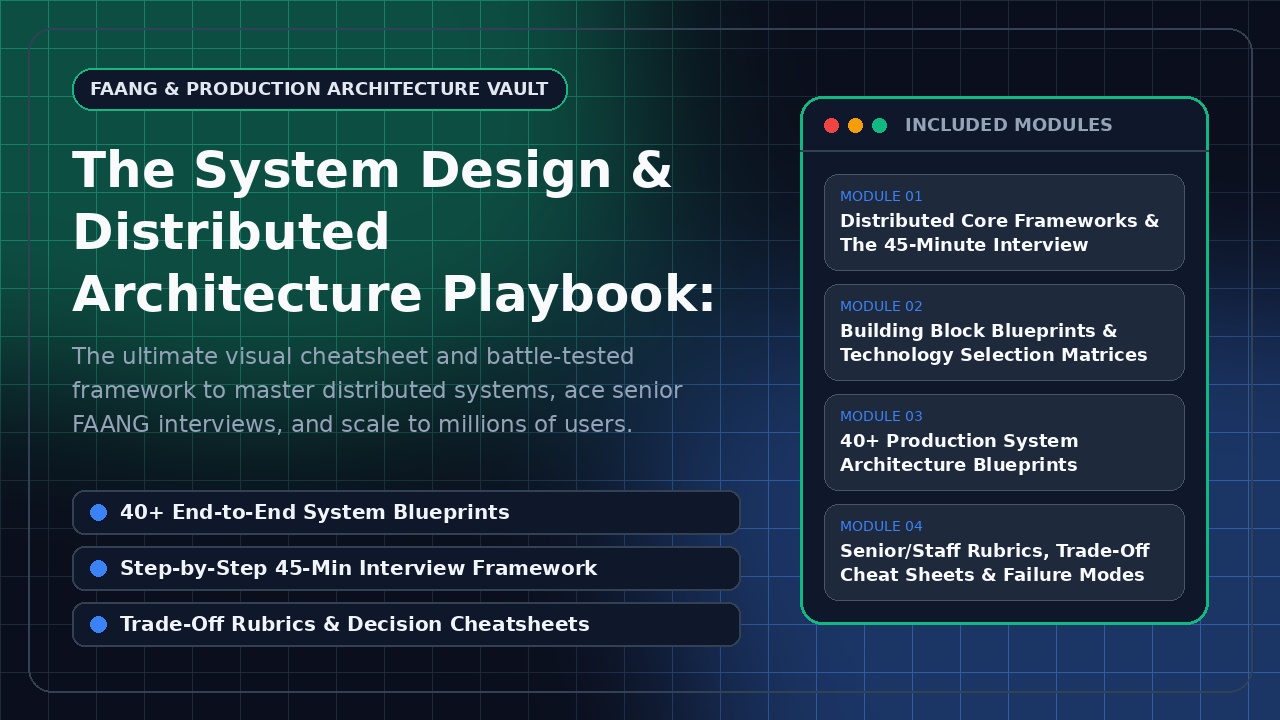 FAANG & PRODUCTION ARCHITECTURE VAULT
The System Design &
Distributed
Architecture Playbook:
The ultimate visual cheatsheet and battle-tested
framework to master distributed systems, ace senior
FAANG interviews, and scale to millions of users.
40+ End-to-End System Blueprints
Step-by-Step 45-Min Interview Framework
Trade-Off Rubrics & Decision Cheatsheets
INCLUDED MODULES
MODULE 01
Distributed Core Frameworks &
The 45-Minute Interview
MODULE 02
Building Block Blueprints &
Technology Selection Matrices
MODULE 03
40+ Production System
Architecture Blueprints
MODULE 04
Senior/Staff Rubrics, Trade-Off
Cheat Sheets & Failure Modes